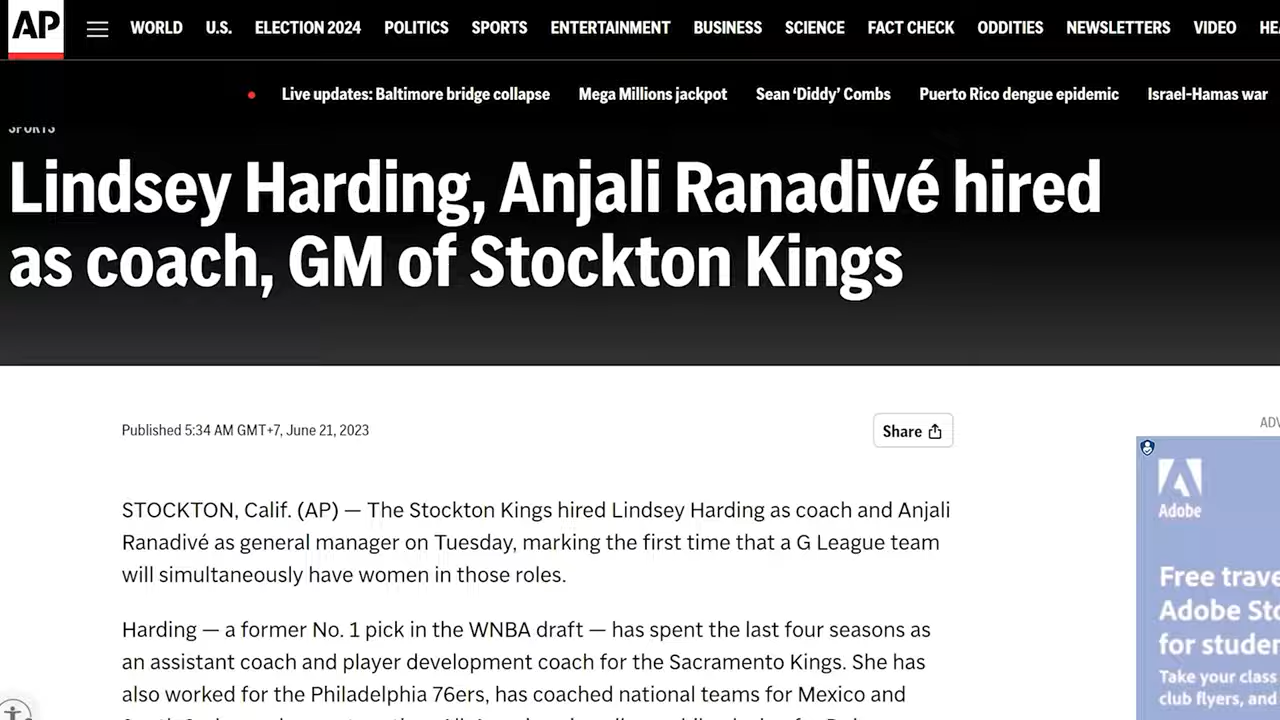 AP
WORLD U.S. ELECTION 2024 POLITICS SPORTS ENTERTAINMENT BUSINESS SCIENCE FACT CHECK ODDITIES NEWSLETTERS VIDEO
Live updates: Baltimore bridge collapse Mega Millions jackpot Sean ‘Diddy’ Combs Puerto Rico dengue epidemic Israel-Hamas war
SPORTS
Lindsey Harding, Anjali Ranadivé hired
as coach, GM of Stockton Kings
Published 5:34 AM GMT+7, June 21, 2023
Share
STOCKTON, Calif. (AP) — The Stockton Kings hired Lindsey Harding as coach and Anjali
Ranadivé as general manager on Tuesday, marking the first time that a G League team
will simultaneously have women in those roles.
Harding — a former No. 1 pick in the WNBA draft — has spent the last four seasons as
an assistant coach and player development coach for the Sacramento Kings. She has
also worked for the Philadelphia 76ers, has coached national teams for Mexico and
Adobe
Free
Adobe
for
Take your class
club flyers, and